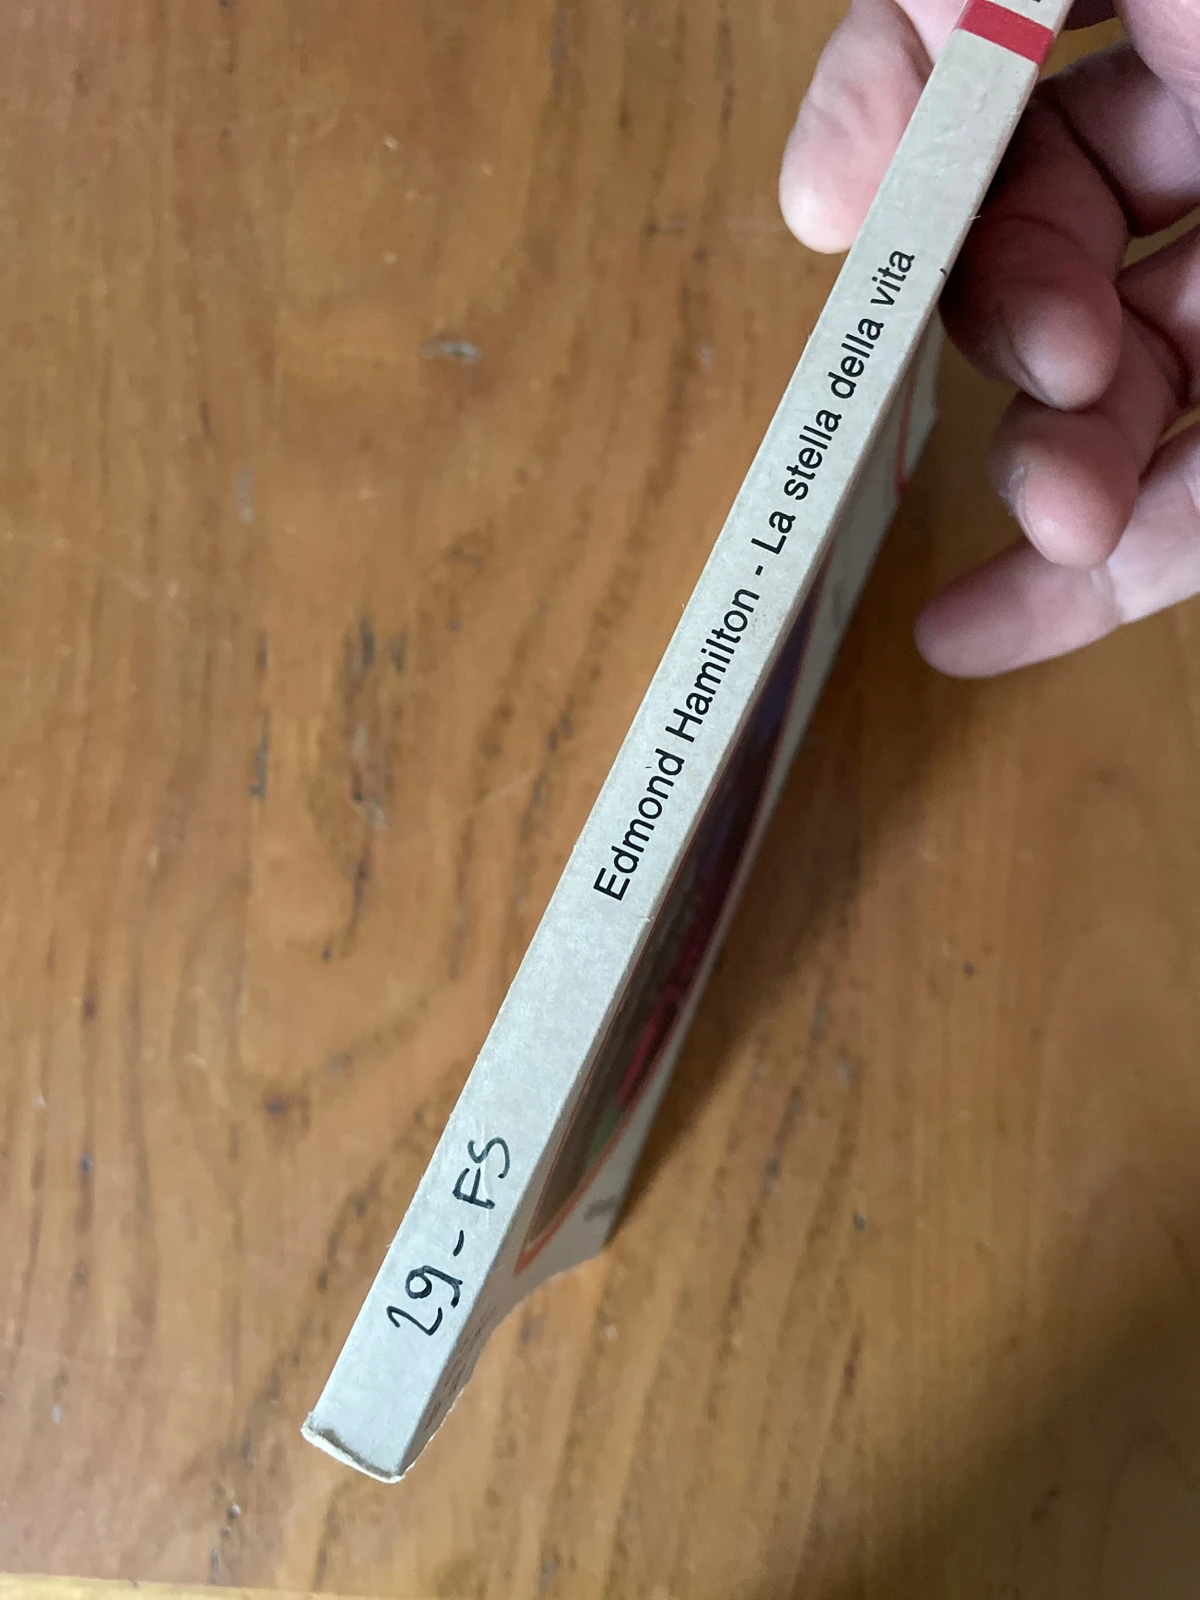 Edmond Hamilton - La stella della vita
29 - FS